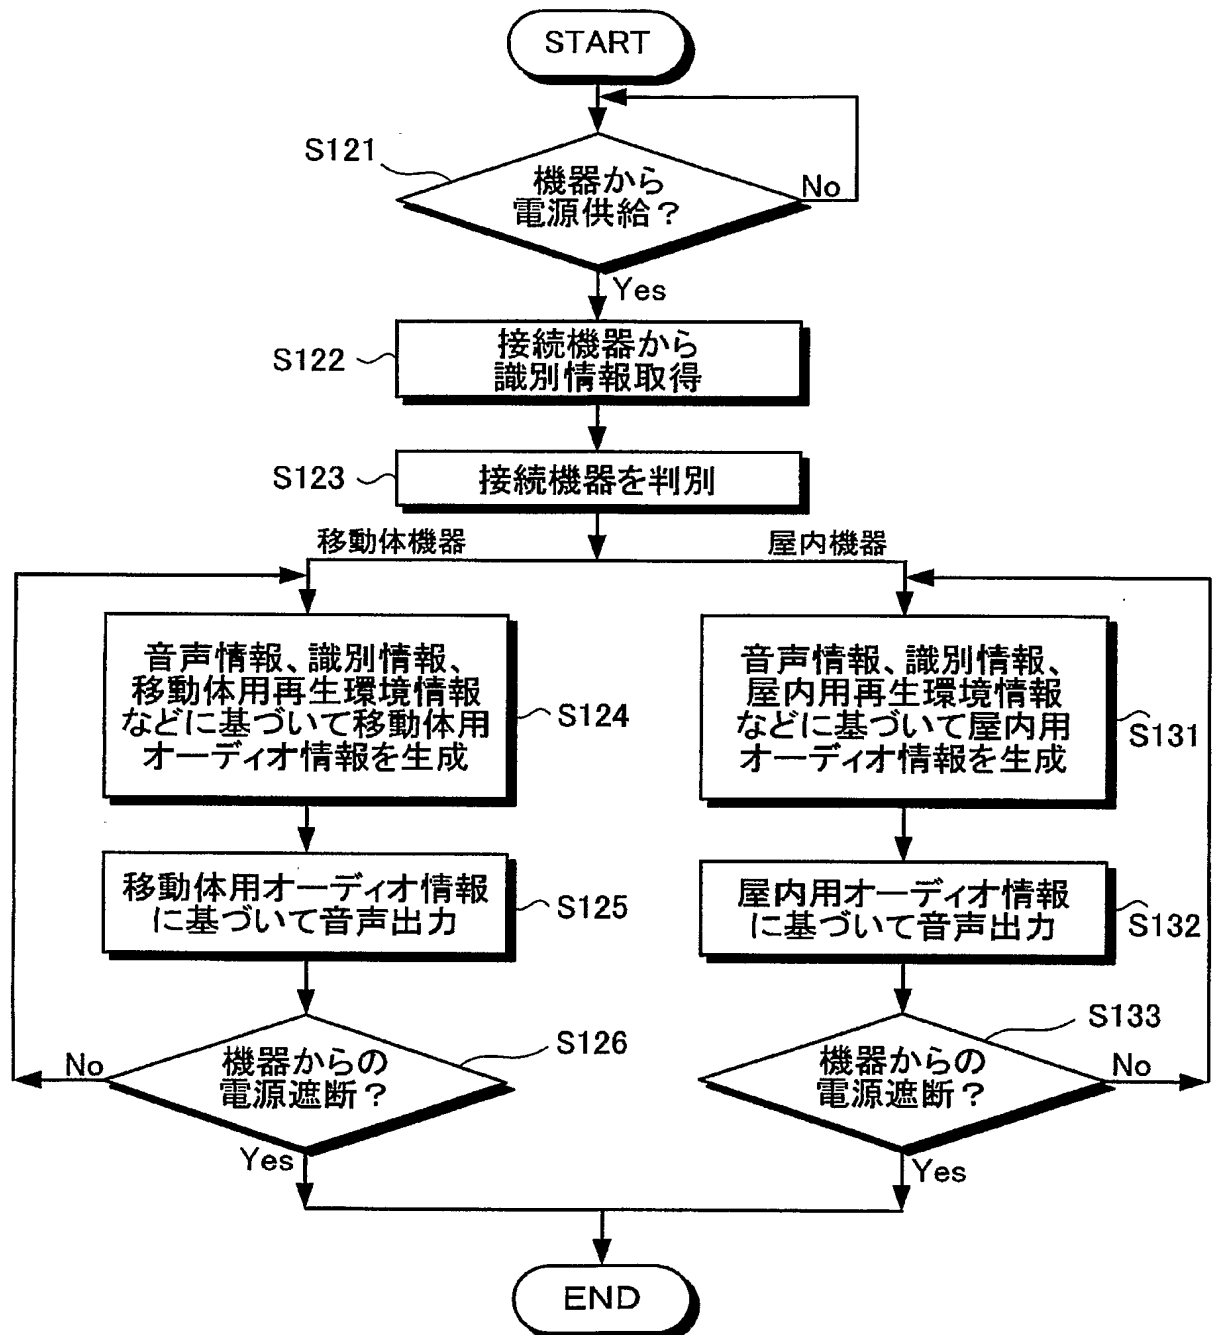 START
S121
機器から
電源供給？
No
Yes
S122
接続機器から
識別情報取得
S123
接続機器を判別
移動体機器
屋内機器
音声情報、識別情報、
移動体用再生環境情報
などに基づいて移動体用
オーディオ情報を生成
S124
音声情報、識別情報、
屋内用再生環境情報
などに基づいて屋内用
オーディオ情報を生成
S131
移動体用オーディオ情報
に基づいて音声出力
S125
屋内用オーディオ情報
に基づいて音声出力
S132
機器からの
電源遮断？
S126
No
Yes
機器からの
電源遮断？
S133
No
Yes
END